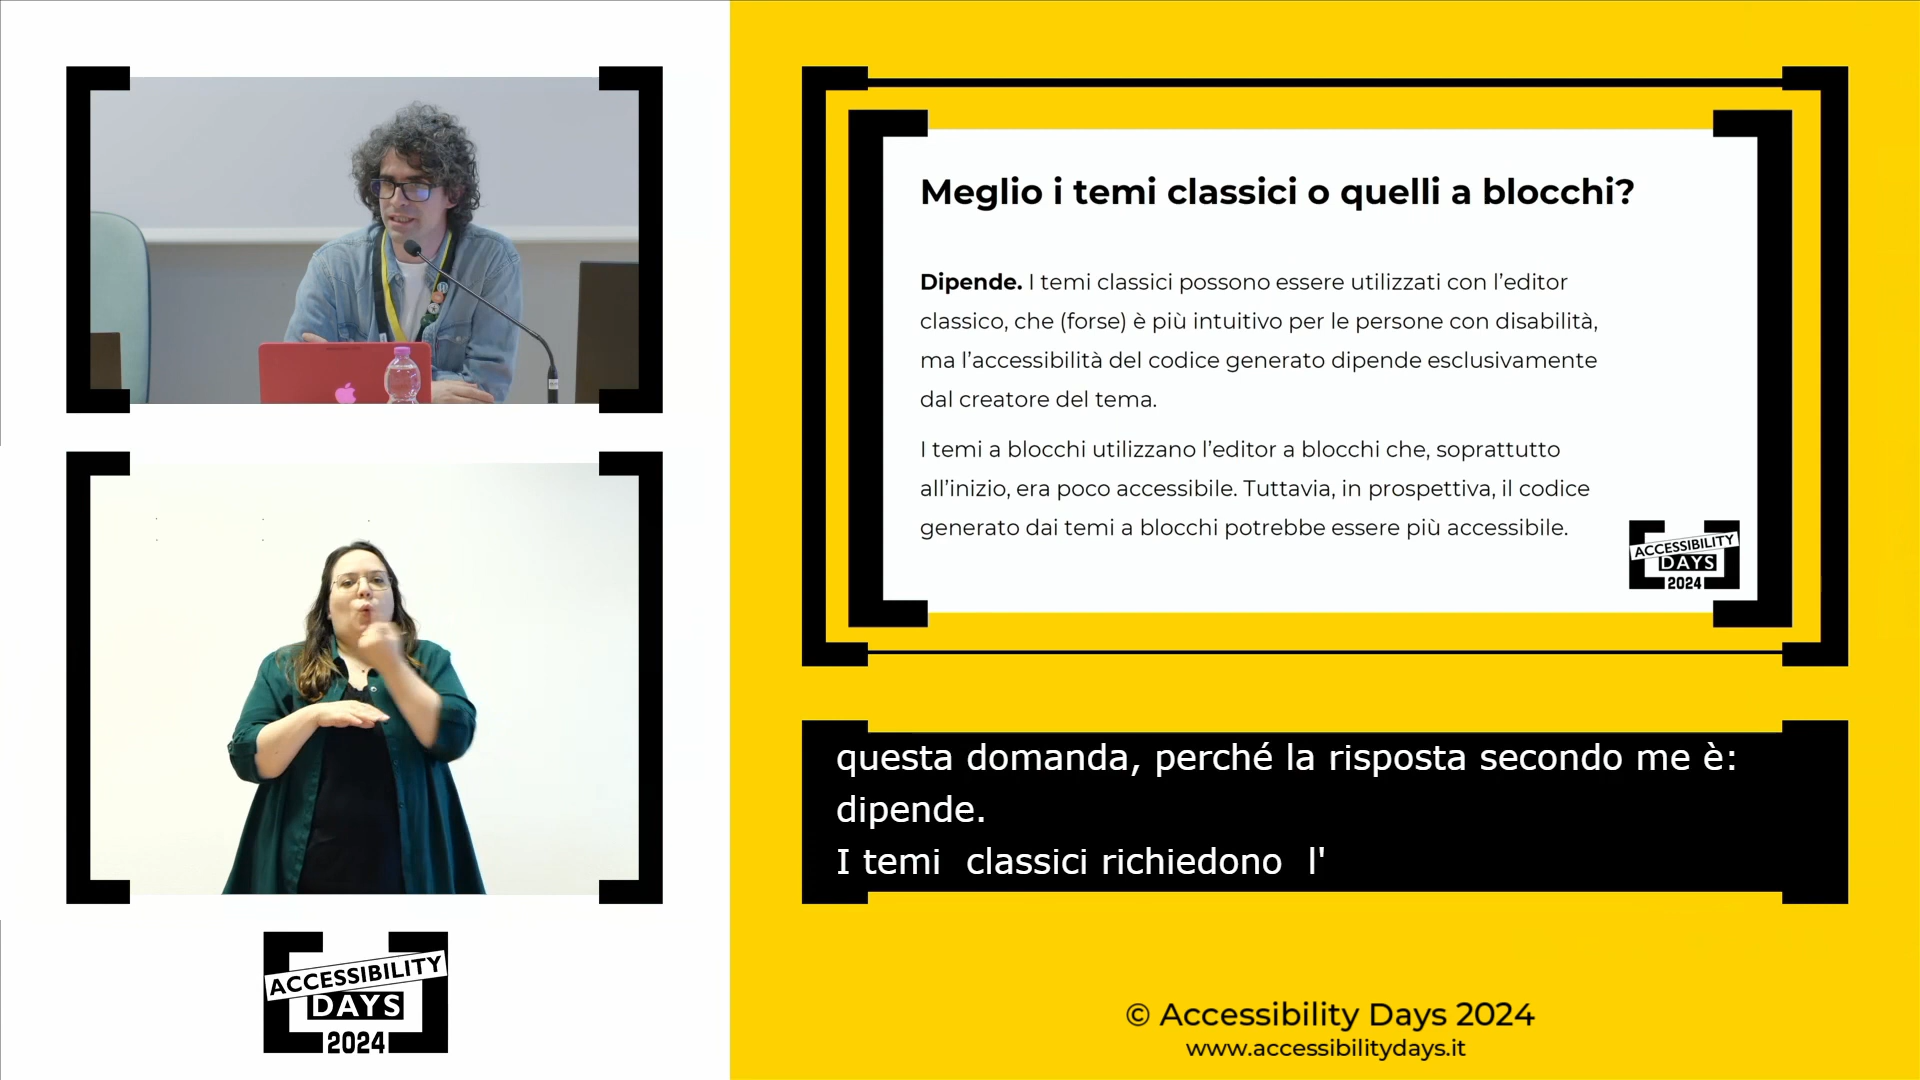 Meglio i temi classici o quelli a blocchi?
Dipende. I temi classici possono essere utilizzati con l’editor
classico, che (forse) è più intuitivo per le persone con disabilità,
ma l’accessibilità del codice generato dipende esclusivamente
dal creatore del tema.
I temi a blocchi utilizzano l’editor a blocchi che, soprattutto
all’inizio, era poco accessibile. Tuttavia, in prospettiva, il codice
generato dai temi a blocchi potrebbe essere più accessibile.
ACCESSIBILITY
DAYS
2024
questa domanda, perché la risposta secondo me è:
dipende.
I temi  classici richiedono  l'
ACCESSIBILITY
DAYS
2024
© Accessibility Days 2024
www.accessibilitydays.it